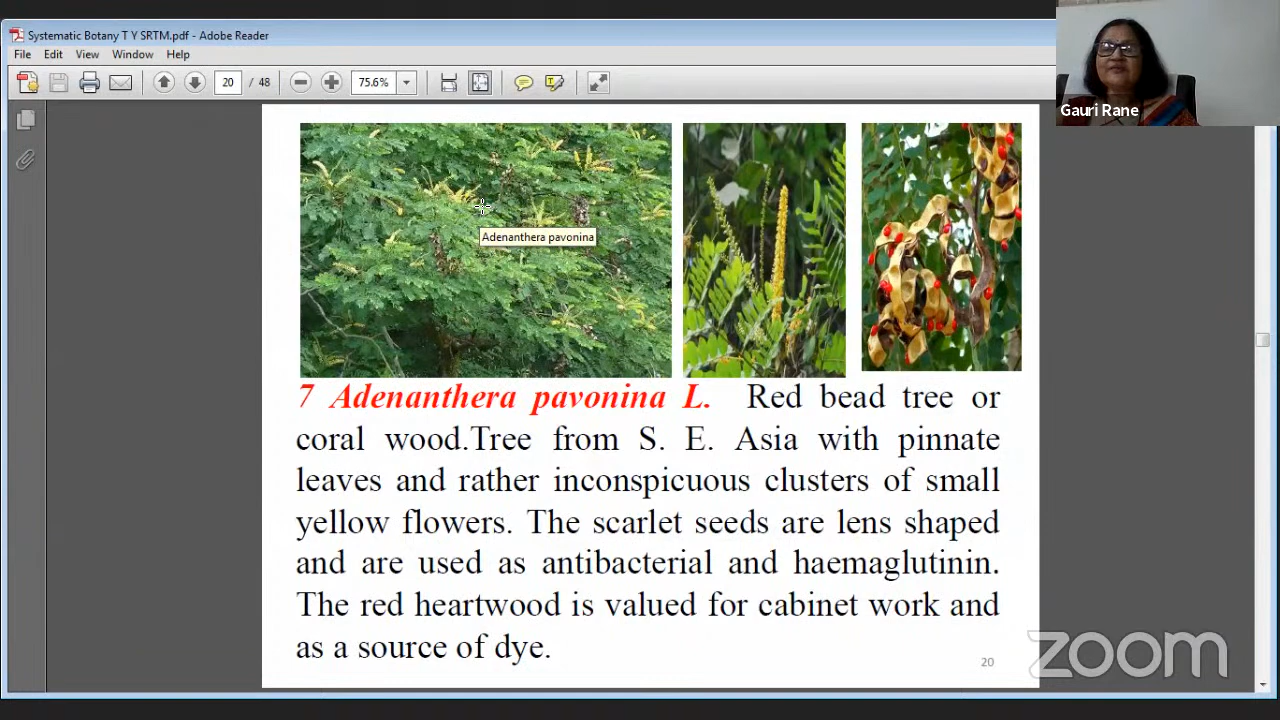 Systematic Botany T Y SRTM.pdf - Adobe Reader
File Edit View Window Help
20 / 48 75.6%
Gauri Rane
Adenanthera pavonina
7 Adenanthera pavonina L. Red bead tree or
coral wood.Tree from S. E. Asia with pinnate
leaves and rather inconspicuous clusters of small
yellow flowers. The scarlet seeds are lens shaped
and are used as antibacterial and haemaglutinin.
The red heartwood is valued for cabinet work and
as a source of dye.
20
zoom